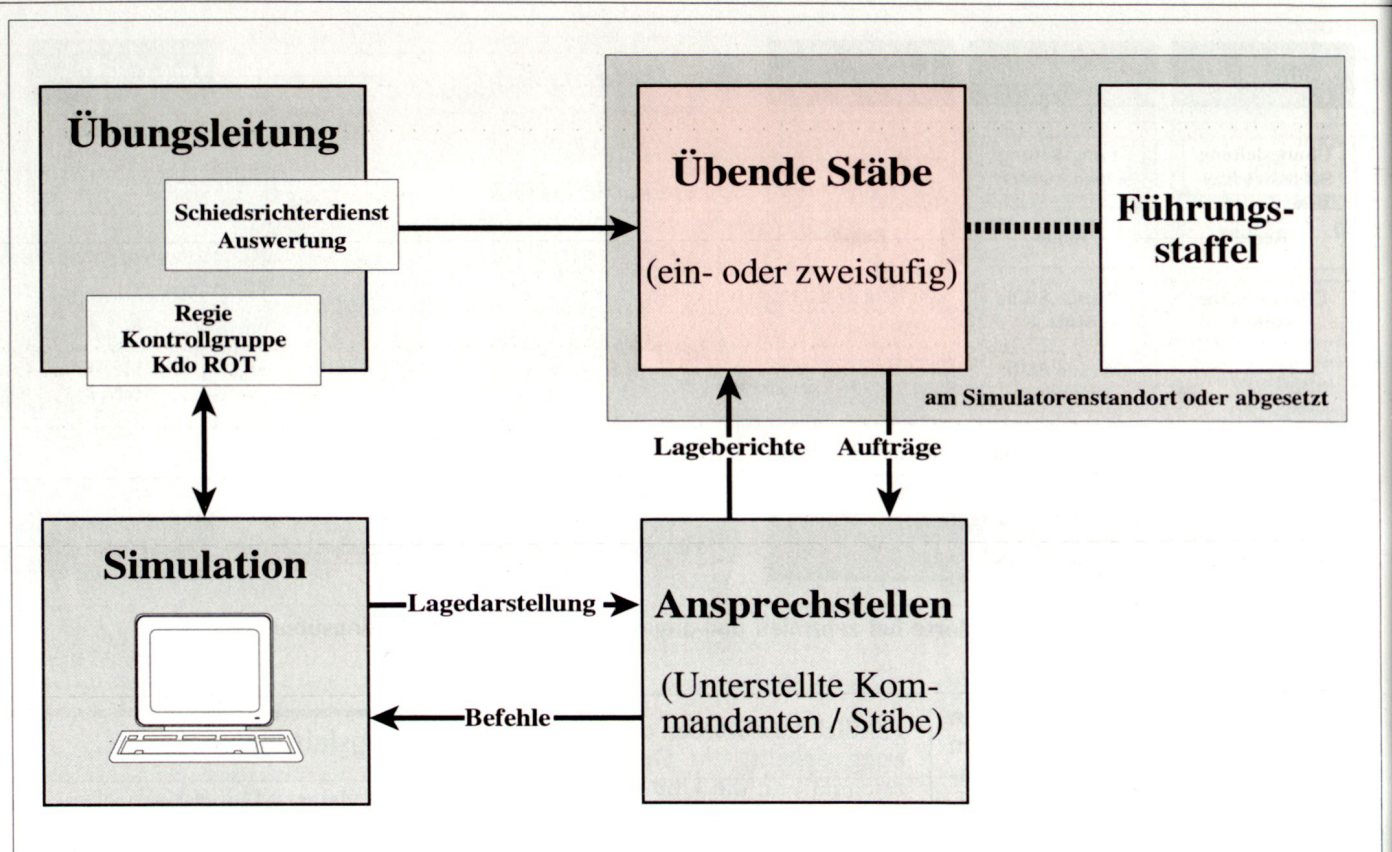 Übungsleitung
Schiedsrichterdienst
Auswertung
Regie
Kontrollgruppe
Kdo ROT
Übende Stäbe
(ein- oder zweistufig)
Führungs-
staffel
am Simulatorenstandort oder abgesetzt
Lageberichte
Aufträge
Simulation
Lagedarstellung
Befehle
Ansprechstellen
(Unterstellte Kom-
mandanten / Stäbe)